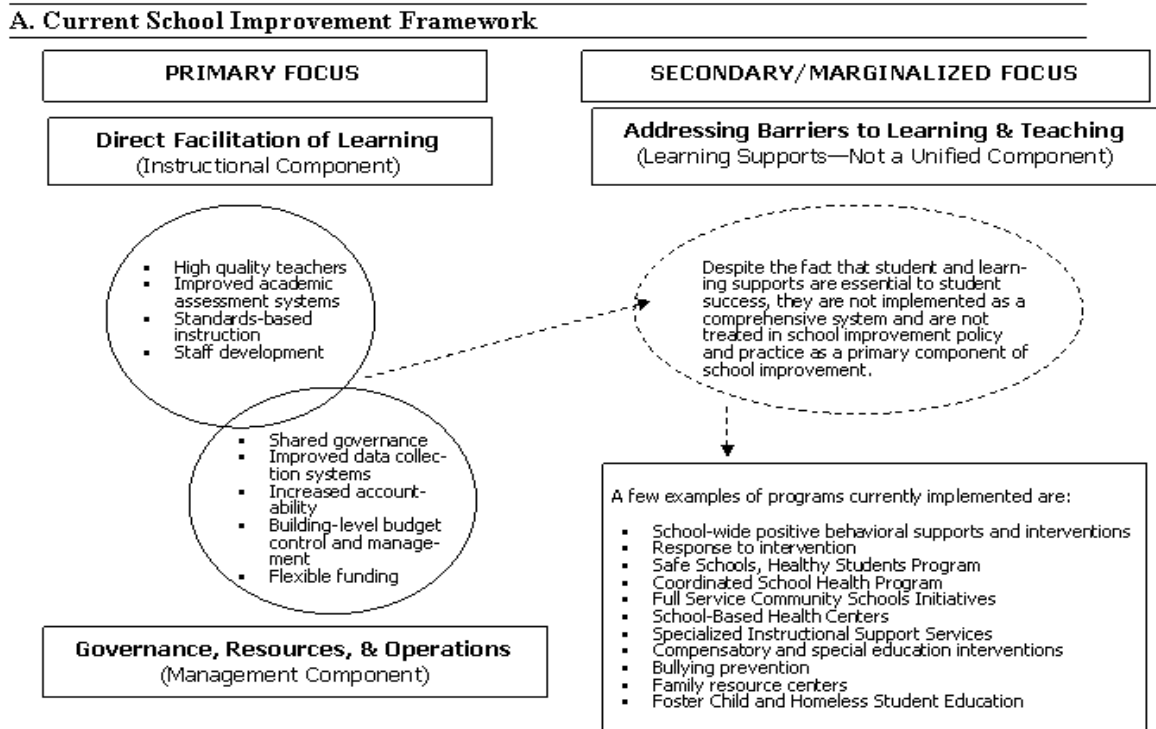 A. Current School Improvement Framework
PRIMARY FOCUS
SECONDARY/MARGINALIZED FOCUS
Direct Facilitation of Learning
(Instructional Component)
Addressing Barriers to Learning & Teaching
(Learning Supports—Not a Unified Component)
▪ High quality teachers
▪ Improved academic
assessment systems
▪ Standards-based
instruction
▪ Staff development
Despite the fact that student and learn-
ing supports are essential to student
success, they are not implemented as a
comprehensive system and are not
treated in school improvement policy
and practice as a primary component of
school improvement.
▪ Shared governance
▪ Improved data collec-
tion systems
▪ Increased account-
ability
▪ Building-level budget
control and manage-
ment
▪ Flexible funding
Governance, Resources, & Operations
(Management Component)
A few examples of programs currently implemented are:
▪ School-wide positive behavioral supports and interventions
▪ Response to intervention
▪ Safe Schools, Healthy Students Program
▪ Coordinated School Health Program
▪ Full Service Community Schools Initiatives
▪ School-Based Health Centers
▪ Specialized Instructional Support Services
▪ Compensatory and special education interventions
▪ Bullying prevention
▪ Family resource centers
▪ Foster Child and Homeless Student Education